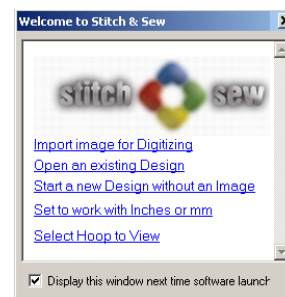 Welcome to Stitch & Sew
stitch sew
Import image for Digitizing
Open an existing Design
Start a new Design without an Image
Set to work with Inches or mm
Select Hoop to View
Display this window next time software launch